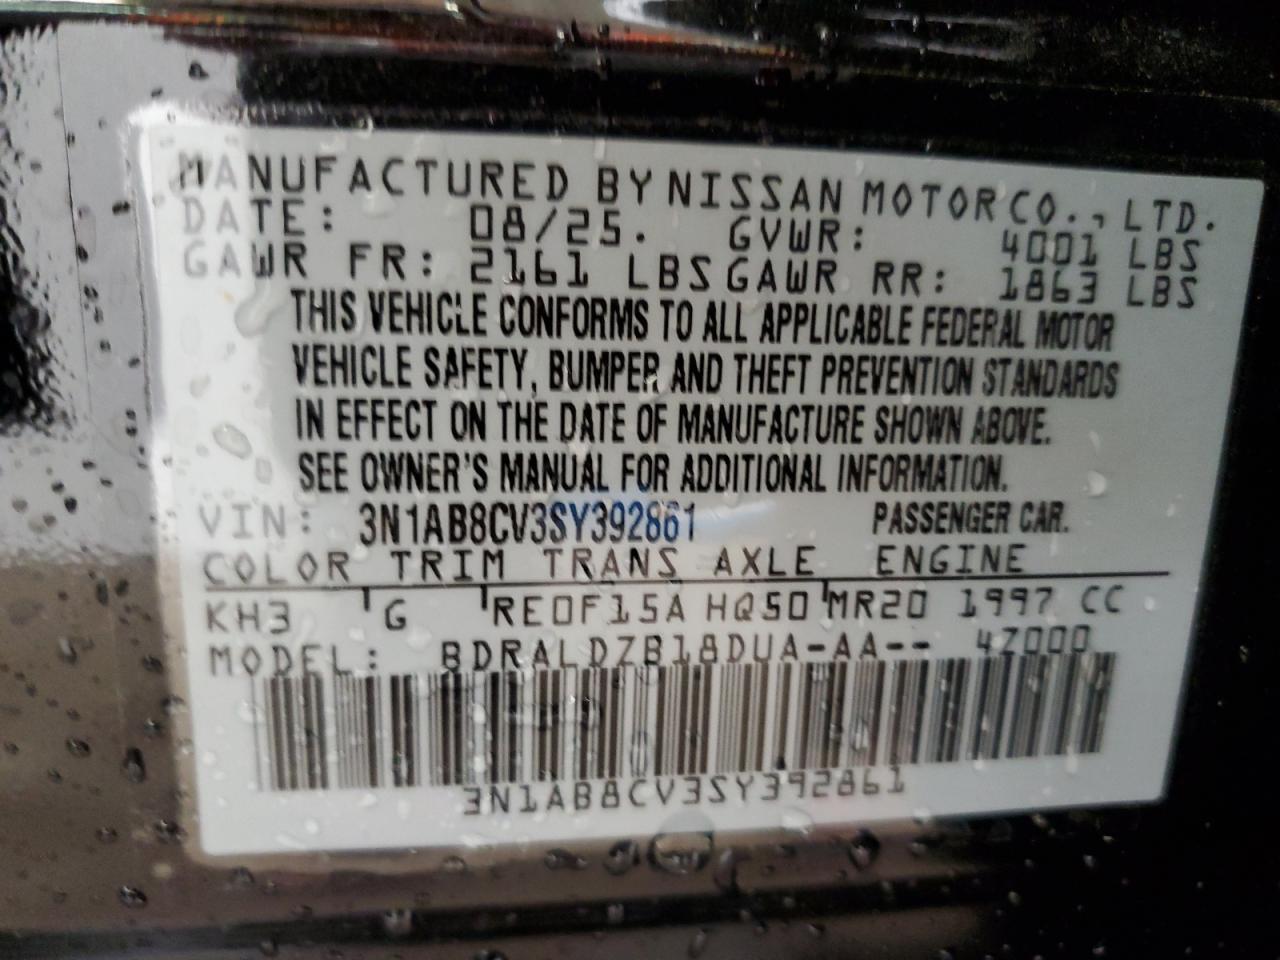 MANUFACTURED BY NISSAN MOTOR CO., LTD.
DATE: 08/25. GVWR: 4001 LBS
GAWR FR: 2161 LBS GAWR RR: 1863 LBS
THIS VEHICLE CONFORMS TO ALL APPLICABLE FEDERAL MOTOR
VEHICLE SAFETY, BUMPER AND THEFT PREVENTION STANDARDS
IN EFFECT ON THE DATE OF MANUFACTURE SHOWN ABOVE.
SEE OWNER'S MANUAL FOR ADDITIONAL INFORMATION.
VIN: 3N1AB8CV3SY392861 PASSENGER CAR.
COLOR TRIM TRANS AXLE ENGINE
KH3 G RE0F15A HQ50 MR20 1997 CC
MODEL: BDRALDZB18DUA-AA-- 4Z000
3N1AB8CV3SY392861